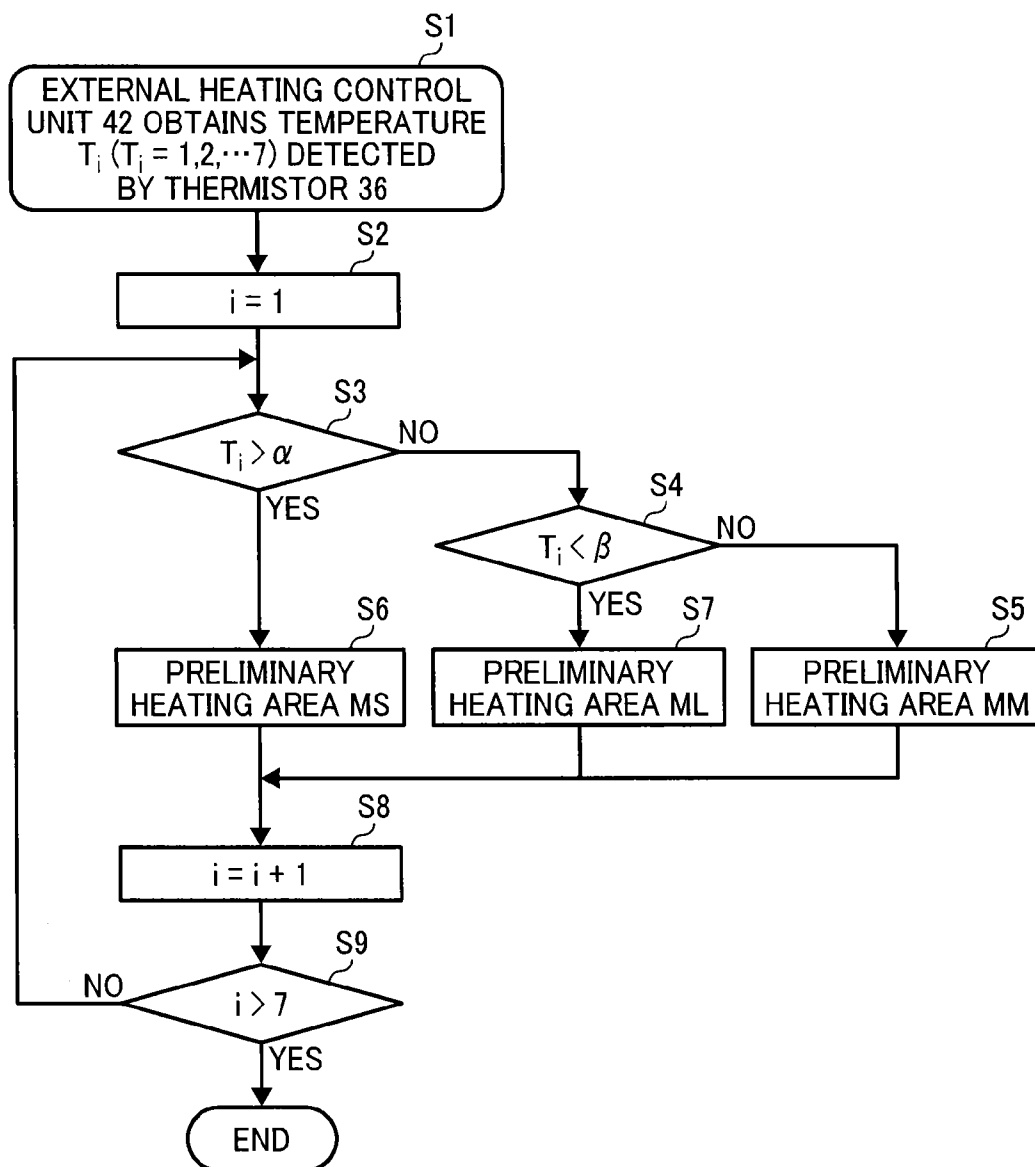 S1
EXTERNAL HEATING CONTROL
UNIT 42 OBTAINS TEMPERATURE
Ti (Ti = 1,2,⋯7) DETECTED
BY THERMISTOR 36
S2
i = 1
S3
Ti > α
NO
YES
S4
Ti < β
NO
YES
S6
PRELIMINARY
HEATING AREA MS
S7
PRELIMINARY
HEATING AREA ML
S5
PRELIMINARY
HEATING AREA MM
S8
i = i + 1
S9
i > 7
NO
YES
END